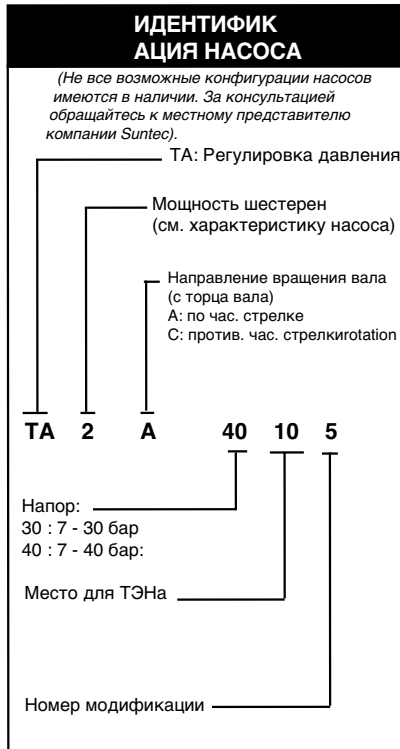 ИДЕНТИФИК
АЦИЯ НАСОСА
(Не все возможные конфигурации насосов
имеются в наличии. За консультацией
обращайтесь к местному представителю
компании Suntec).
TA: Регулировка давления
Мощность шестерен
(см. характеристику насоса)
Направление вращения вала
(с торца вала)
A: по час. стрелке
C: против. час. стрелкиrotation
TA 2 A 40 10 5
Напор:
30 : 7 - 30 бар
40 : 7 - 40 бар:
Место для ТЭНа
Номер модификации